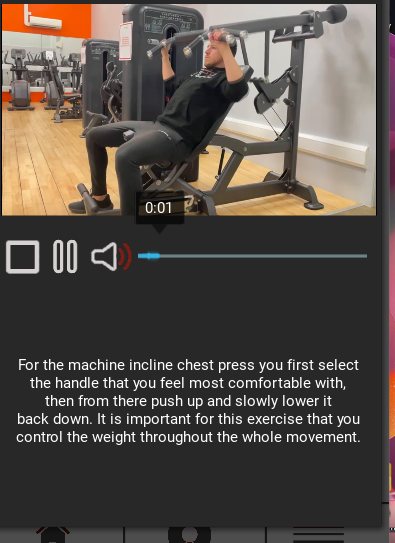 0:01
For the machine incline chest press you first select
the handle that you feel most comfortable with,
then from there push up and slowly lower it
back down. It is important for this exercise that you
control the weight throughout the whole movement.